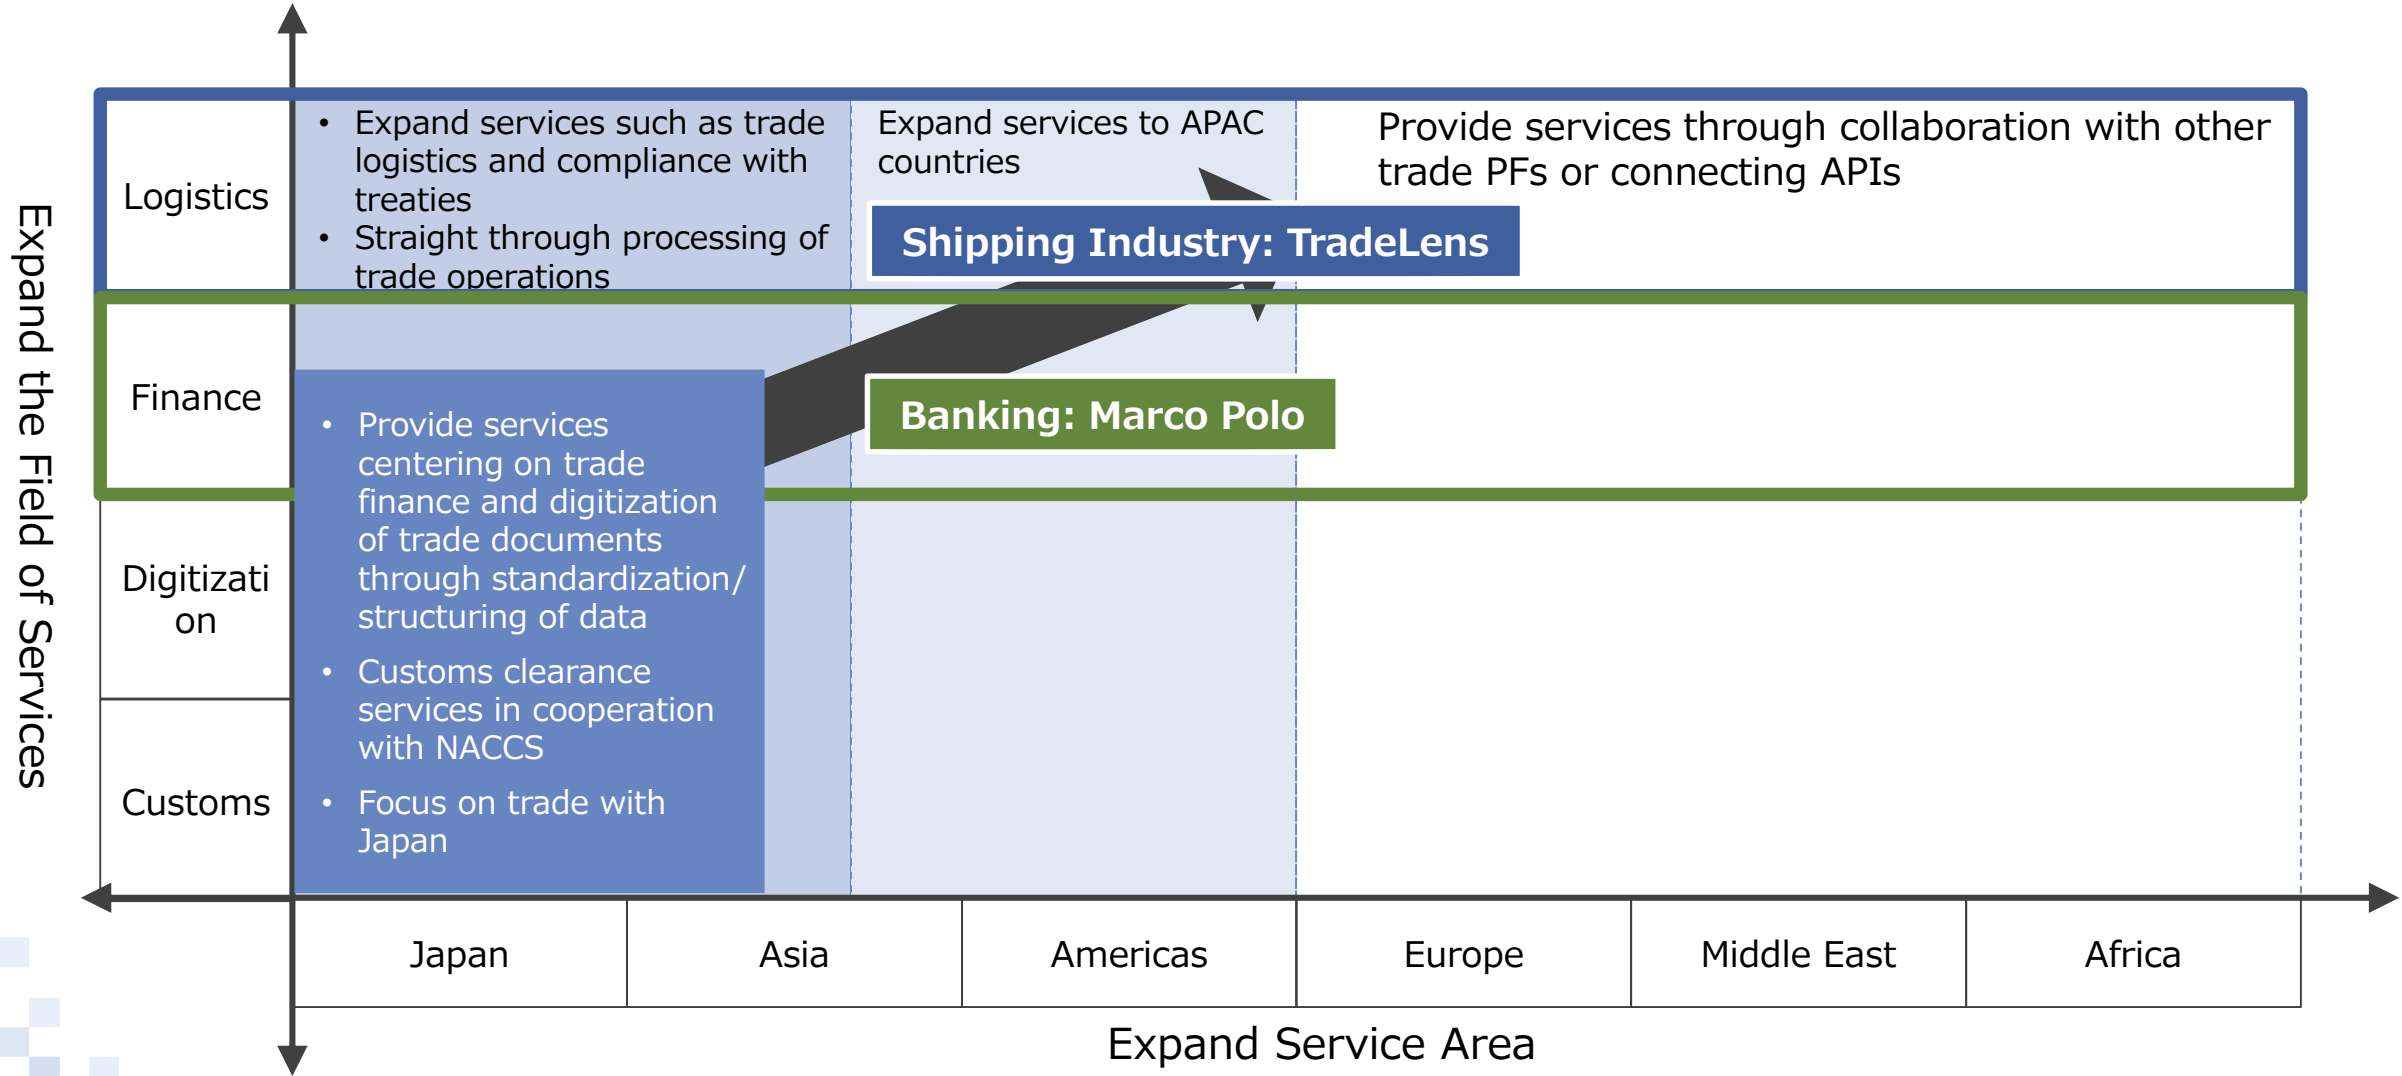 Expand the Field of Services
Logistics
• Expand services such as trade
logistics and compliance with
treaties
• Straight through processing of
trade operations
Expand services to APAC
countries
Provide services through collaboration with other
trade PFs or connecting APIs
Shipping Industry: TradeLens
Finance
Banking: Marco Polo
• Provide services
centering on trade
finance and digitization
of trade documents
through standardization/
structuring of data
• Customs clearance
services in cooperation
with NACCS
• Focus on trade with
Japan
Digitizati
on
Customs
Japan
Asia
Americas
Europe
Middle East
Africa
Expand Service Area